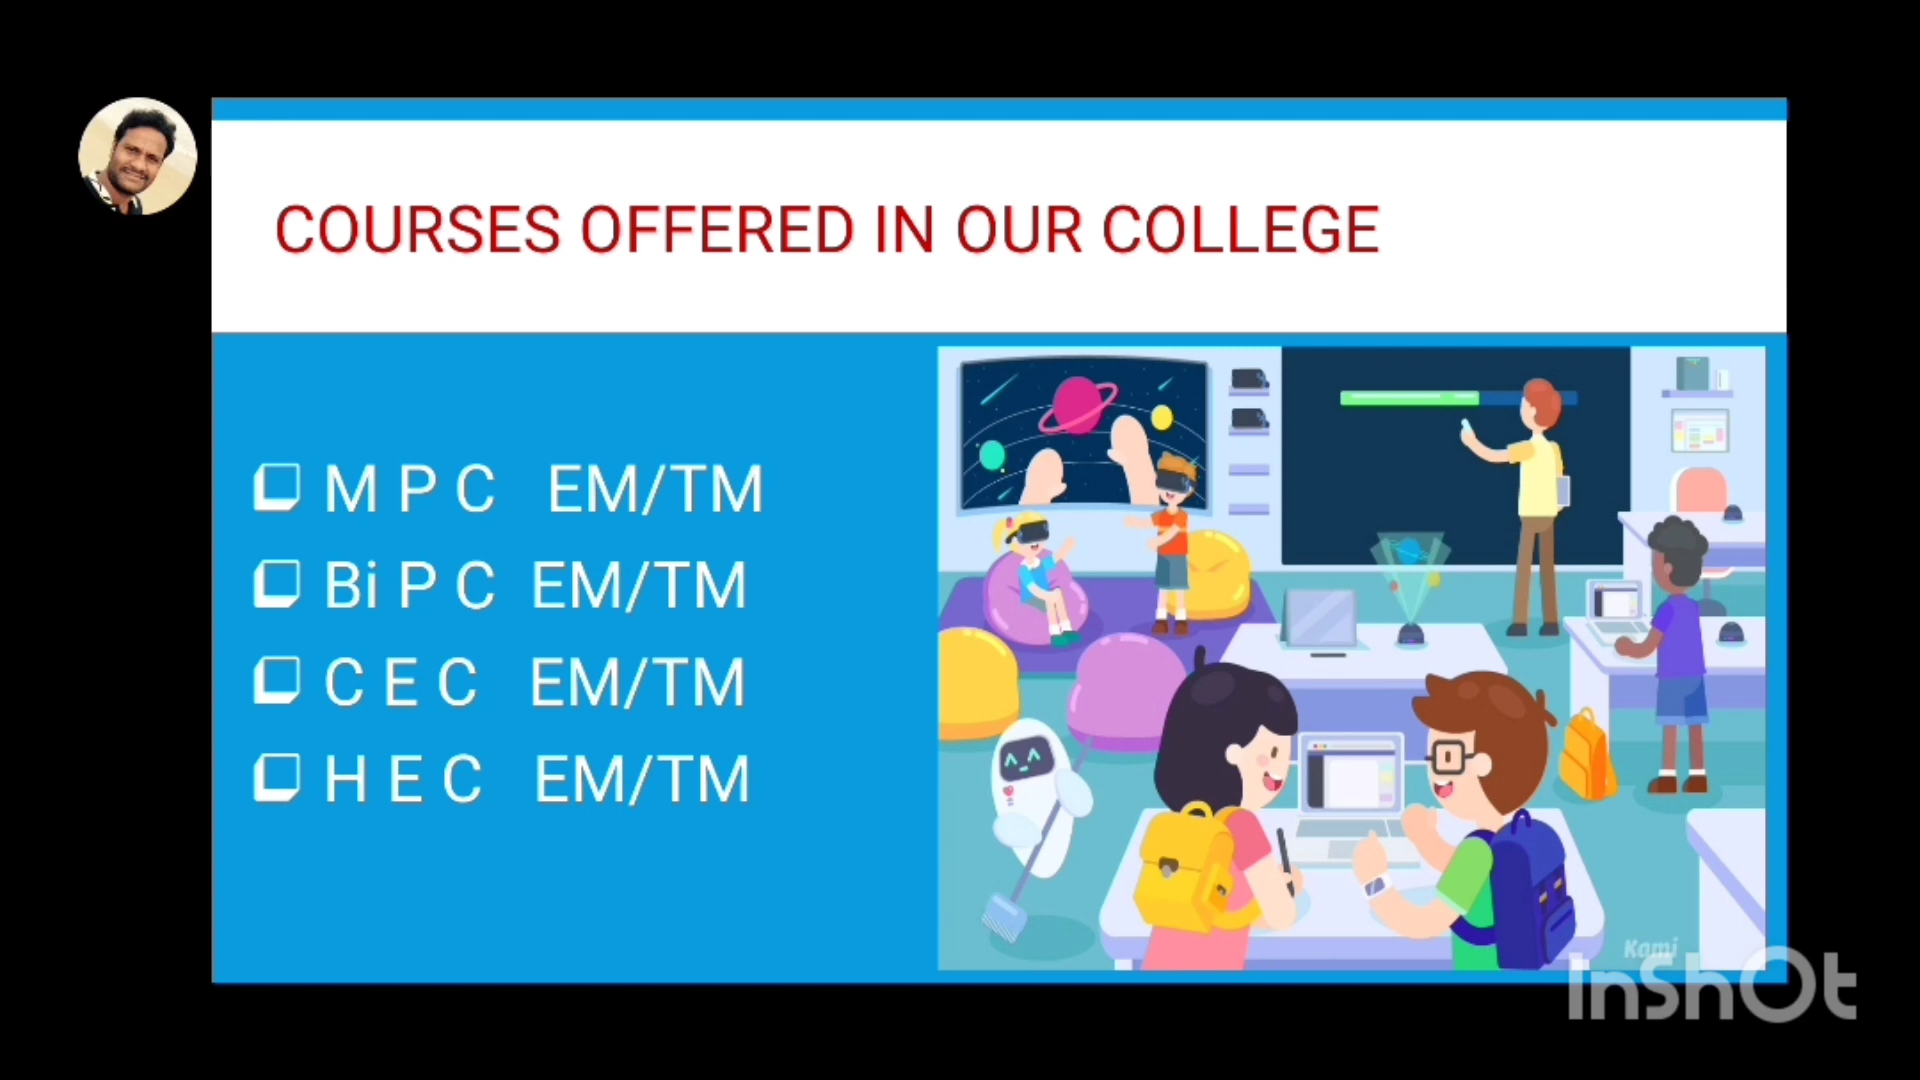 COURSES OFFERED IN OUR COLLEGE
M P C EM/TM
Bi P C EM/TM
C E C EM/TM
H E C EM/TM
Kami
InShOt